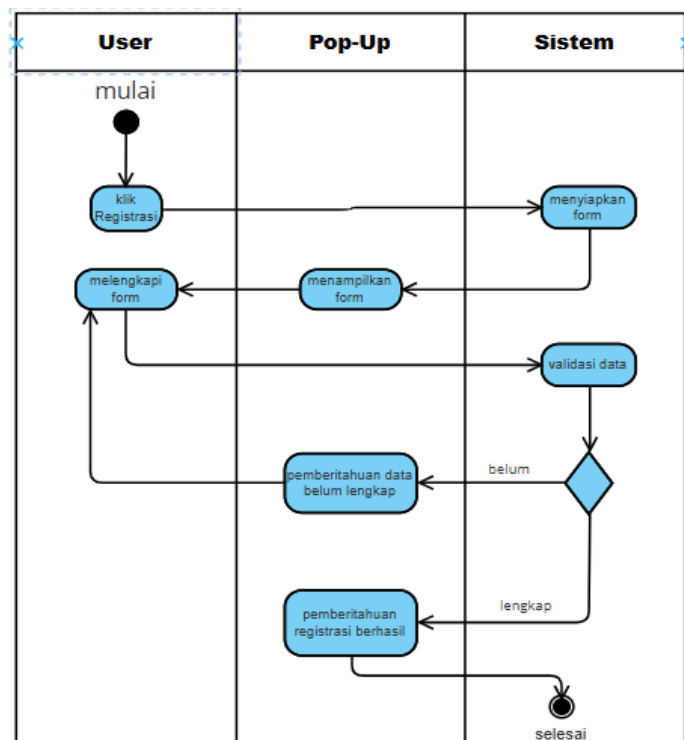 User
Pop-Up
Sistem
mulai
klik
Registrasi
menyiapkan
form
melengkapi
form
menampilkan
form
validasi data
pemberitahuan data
belum lengkap
belum
pemberitahuan
registrasi berhasil
lengkap
selesai